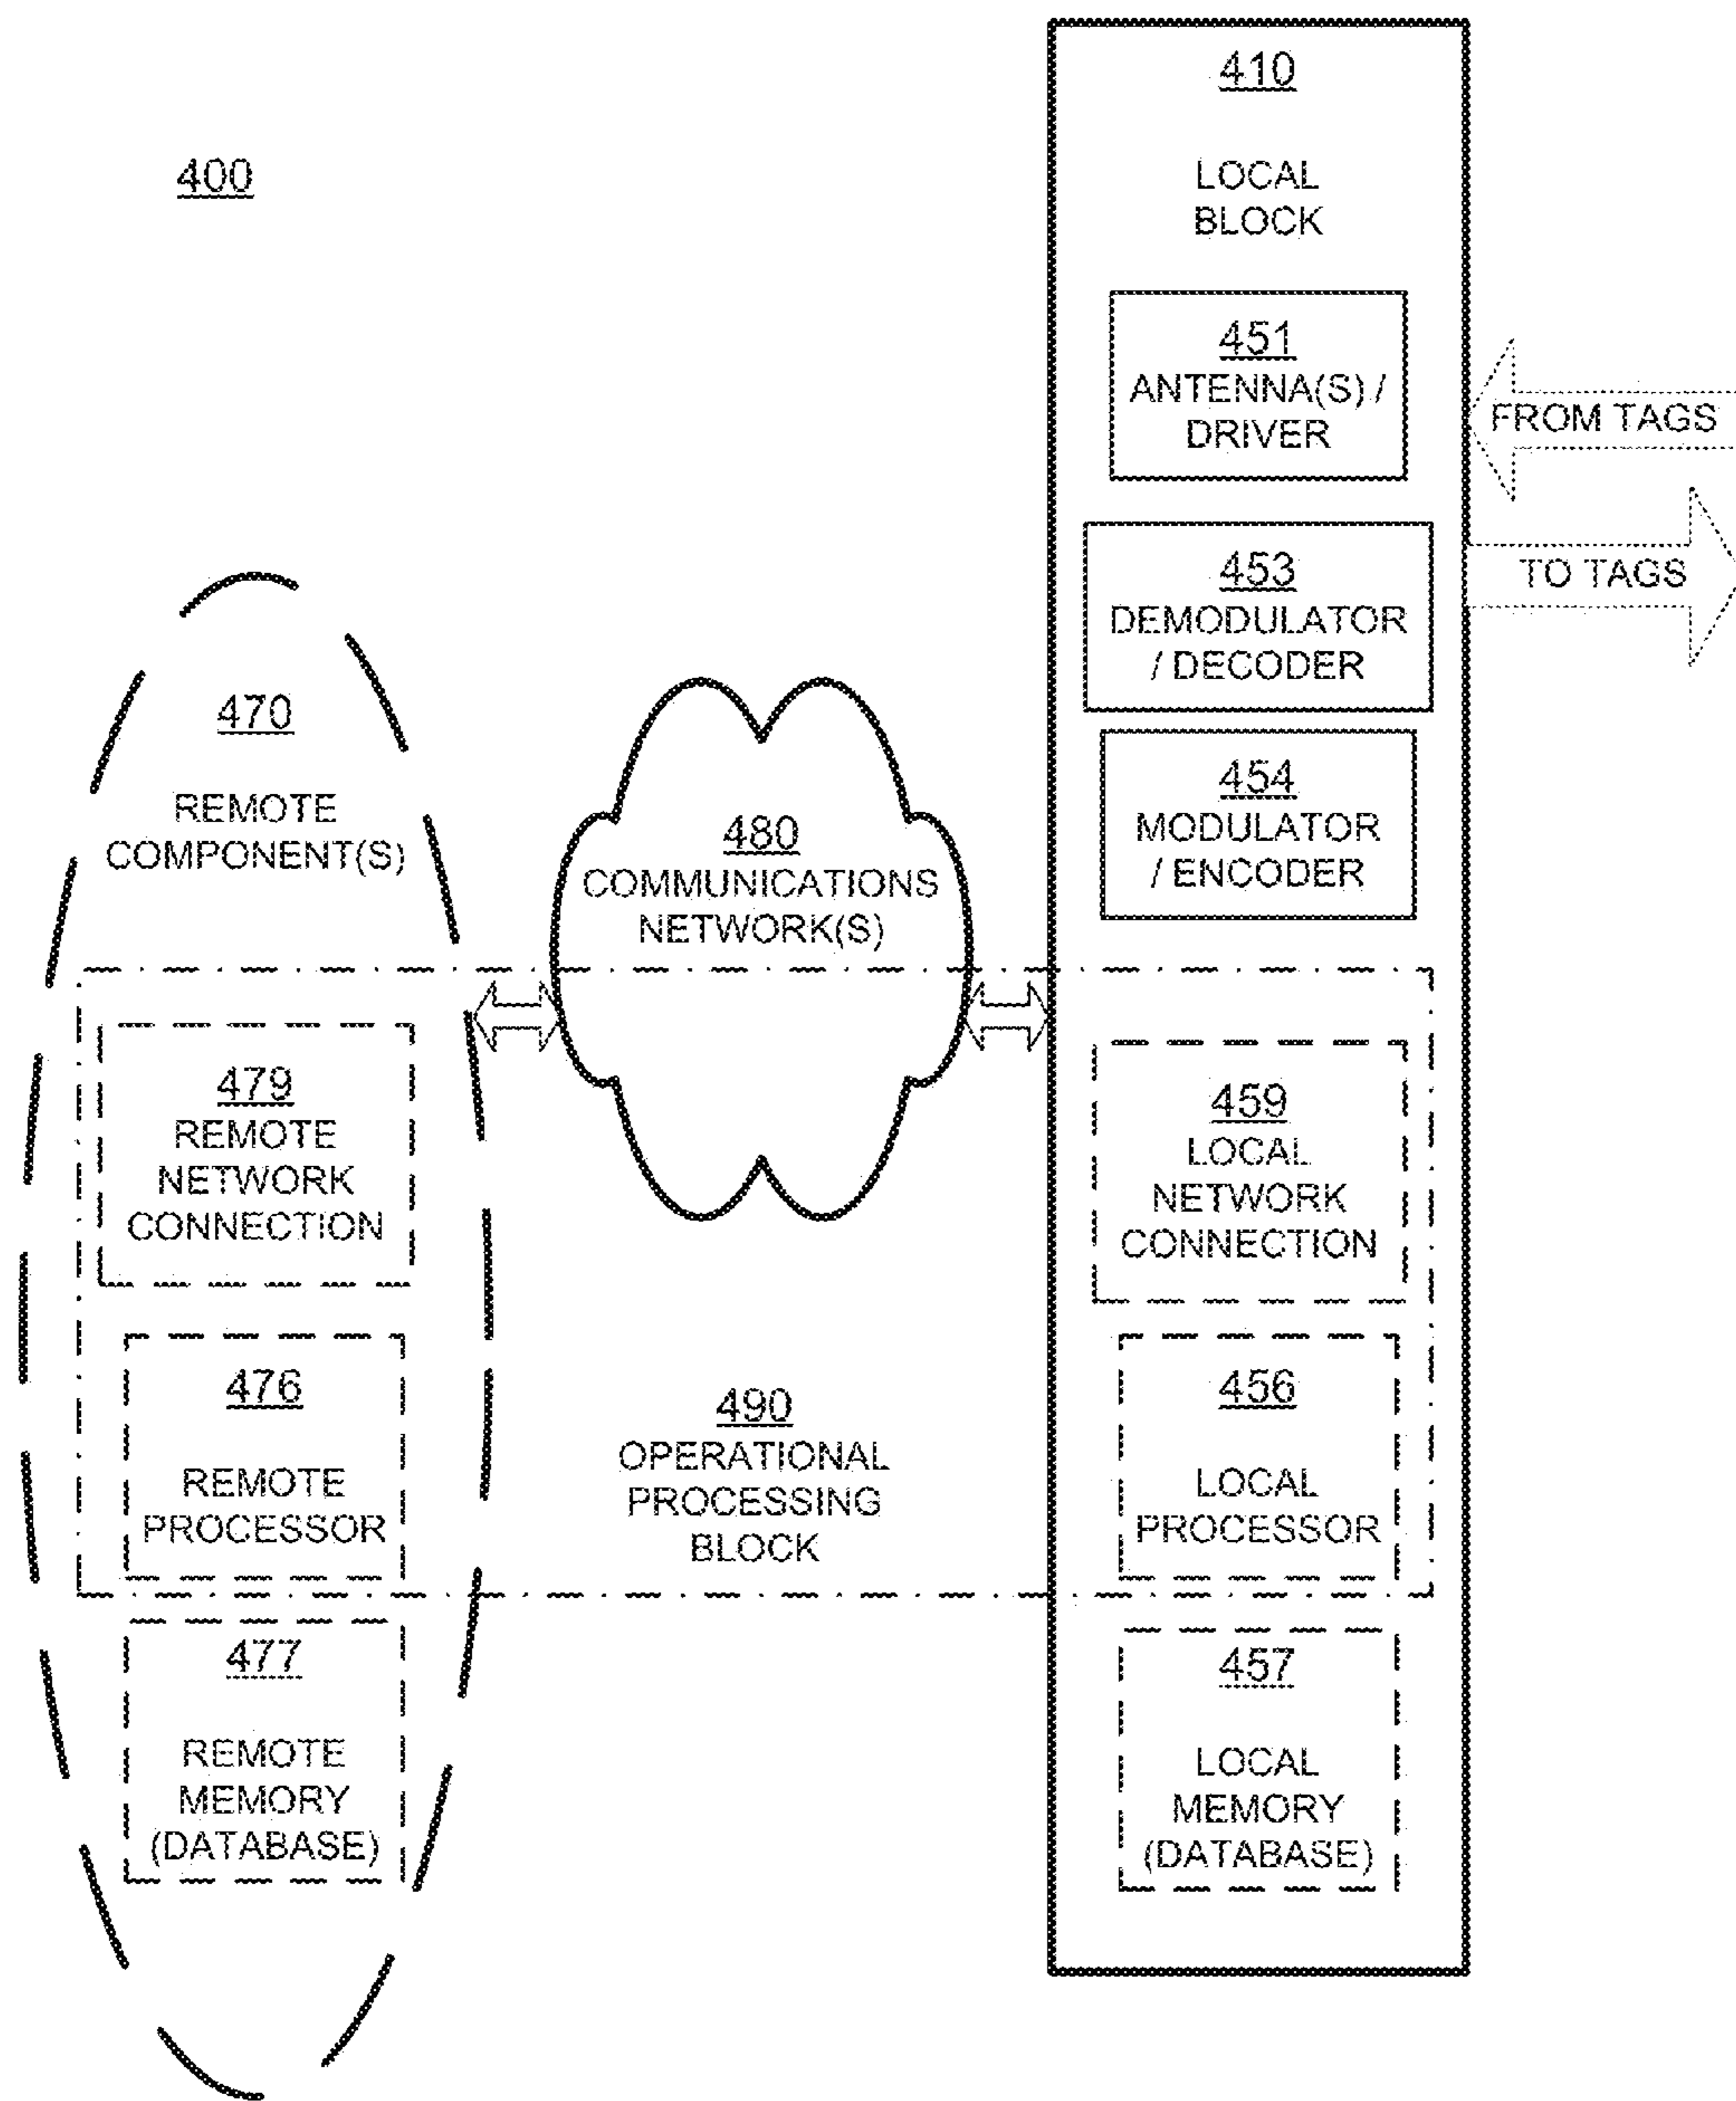 400
410
LOCAL
BLOCK
451
ANTENNA(S) /
DRIVER
FROM TAGS
453
DEMODULATOR
/ DECODER
TO TAGS
454
MODULATOR
/ ENCODER
470
REMOTE
COMPONENT(S)
480
COMMUNICATIONS
NETWORK(S)
479
REMOTE
NETWORK
CONNECTION
459
LOCAL
NETWORK
CONNECTION
476
REMOTE
PROCESSOR
490
OPERATIONAL
PROCESSING
BLOCK
456
LOCAL
PROCESSOR
477
REMOTE
MEMORY
(DATABASE)
457
LOCAL
MEMORY
(DATABASE)